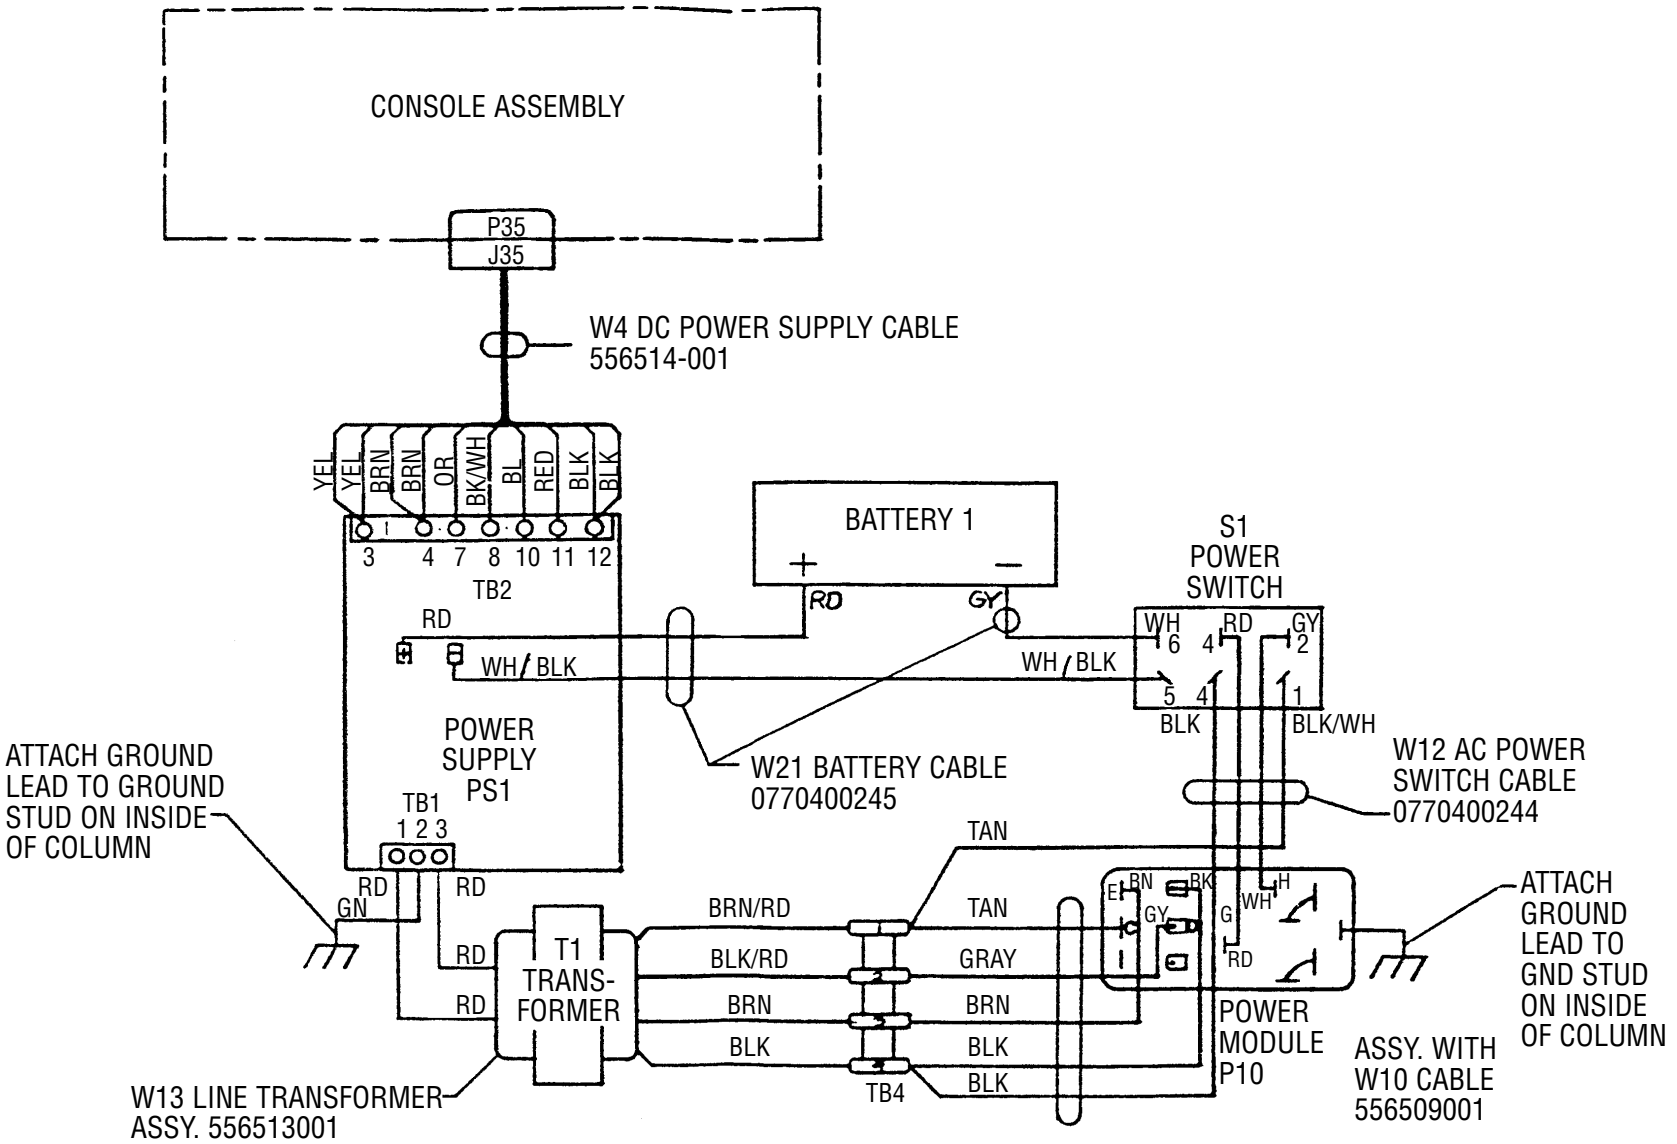 CONSOLE ASSEMBLY
P35
J35
W4 DC POWER SUPPLY CABLE
556514-001
YEL
YEL
BRN
BRN
OR
BK/WH
BL
RED
BLK
BLK
3 4 7 8 10 11 12
TB2
BATTERY 1
+ −
RD
GY
S1
POWER
SWITCH
WH RD GY
6 4 2
5 4 1
BLK BLK/WH
RD
+
WH/BLK
WH/BLK
POWER
SUPPLY
PS1
W21 BATTERY CABLE
0770400245
W12 AC POWER
SWITCH CABLE
0770400244
ATTACH GROUND
LEAD TO GROUND
STUD ON INSIDE
OF COLUMN
TB1
1 2 3
RD RD
GN
RD
RD
T1
TRANS-
FORMER
W13 LINE TRANSFORMER
ASSY. 556513001
BRN/RD
BLK/RD
BRN
BLK
1
2
TB4
TAN
TAN
GRAY
BRN
BLK
BLK
E BN BK H
GY G WH
RD
POWER
MODULE
P10
ATTACH
GROUND
LEAD TO
GND STUD
ON INSIDE
OF COLUMN
ASSY. WITH
W10 CABLE
556509001